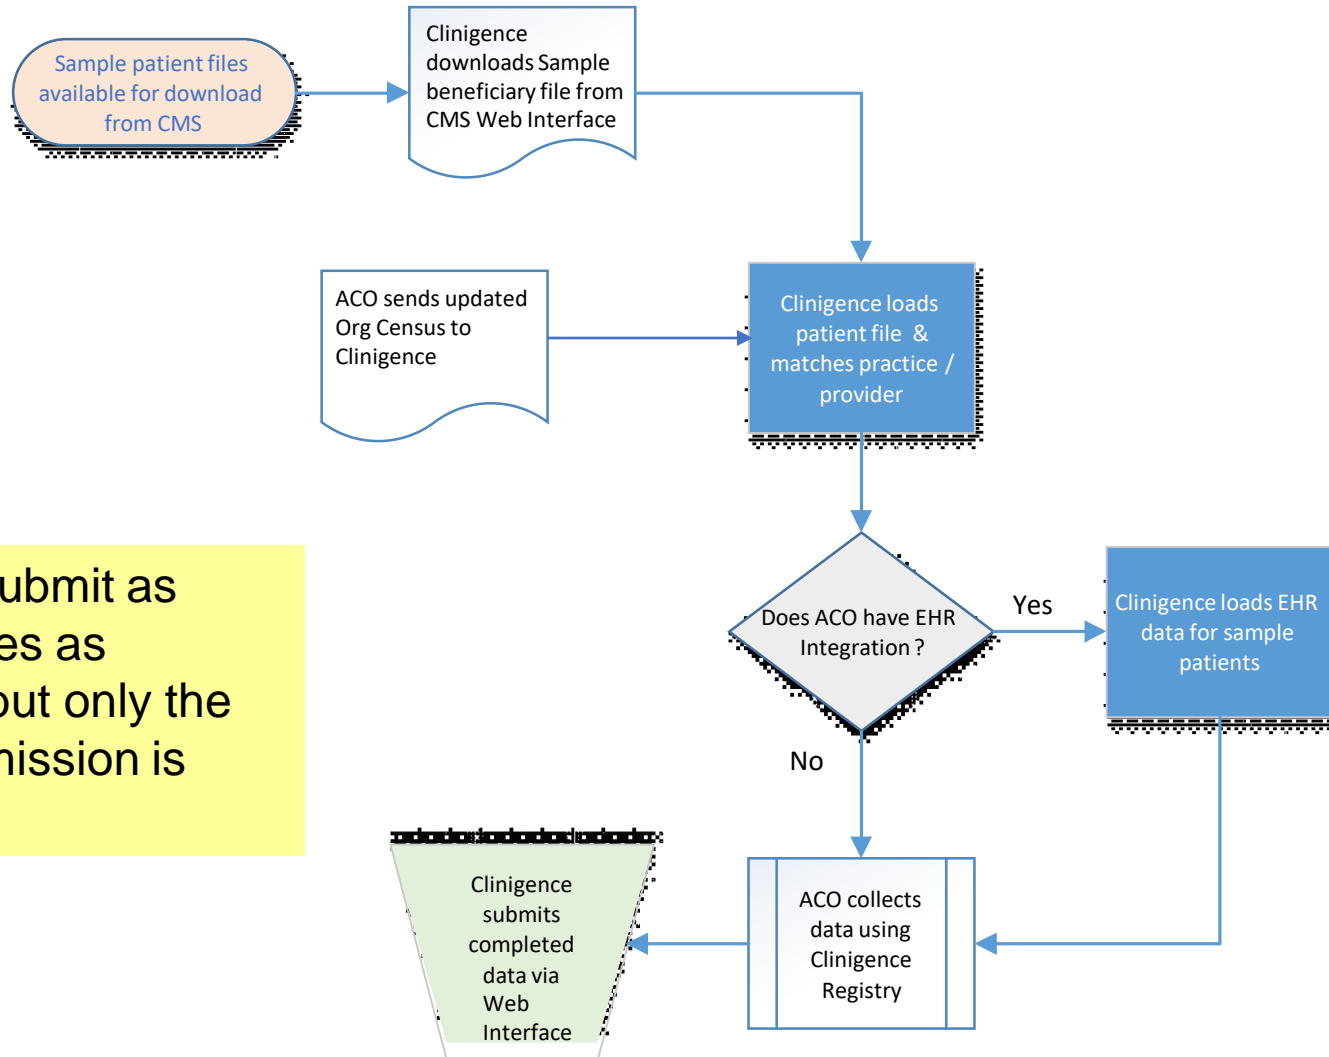 Sample patient files
available for download
from CMS
Clinigence
downloads Sample
beneficiary file from
CMS Web Interface
ACO sends updated
Org Census to
Clinigence
Clinigence loads
patient file &
matches practice /
provider
ubmit as
es as
out only the
mission is
Does ACO have EHR
Integration ?
Yes
Clinigence loads EHR
data for sample
patients
No
Clinigence
submits
completed
data via
Web
Interface
ACO collects
data using
Clinigence
Registry